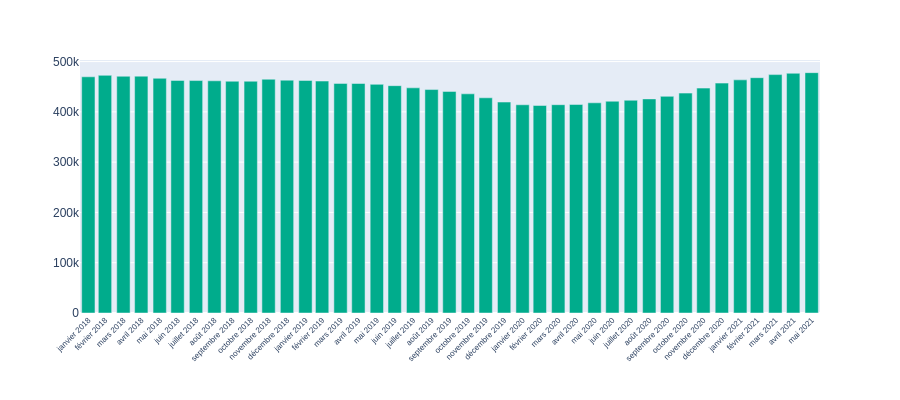 500k
400k
300k
200k
100k
0
janvier 2018
février 2018
mars 2018
avril 2018
mai 2018
juin 2018
juillet 2018
août 2018
septembre 2018
octobre 2018
novembre 2018
décembre 2018
janvier 2019
février 2019
mars 2019
avril 2019
mai 2019
juin 2019
juillet 2019
août 2019
septembre 2019
octobre 2019
novembre 2019
décembre 2019
janvier 2020
février 2020
mars 2020
avril 2020
mai 2020
juin 2020
juillet 2020
août 2020
septembre 2020
octobre 2020
novembre 2020
décembre 2020
janvier 2021
février 2021
mars 2021
avril 2021
mai 2021